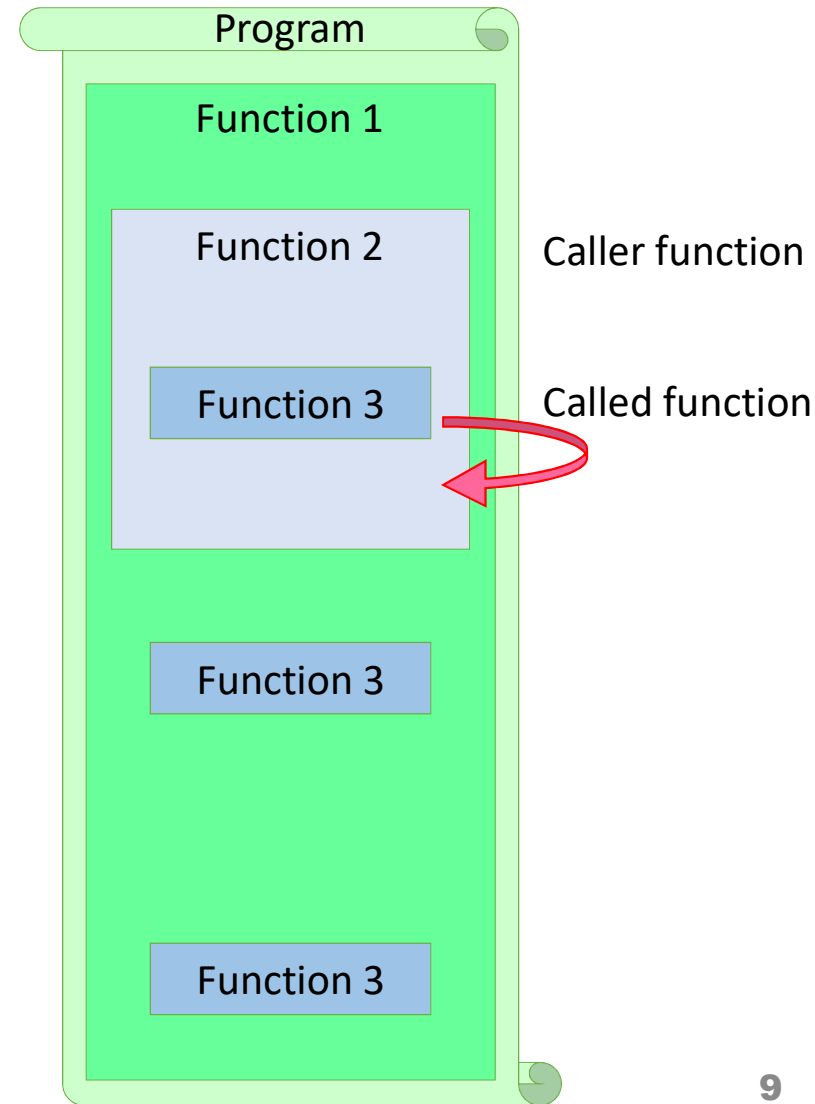 Program
Function 1
Function 2
Caller function
Function 3
Called function
Function 3
Function 3
9